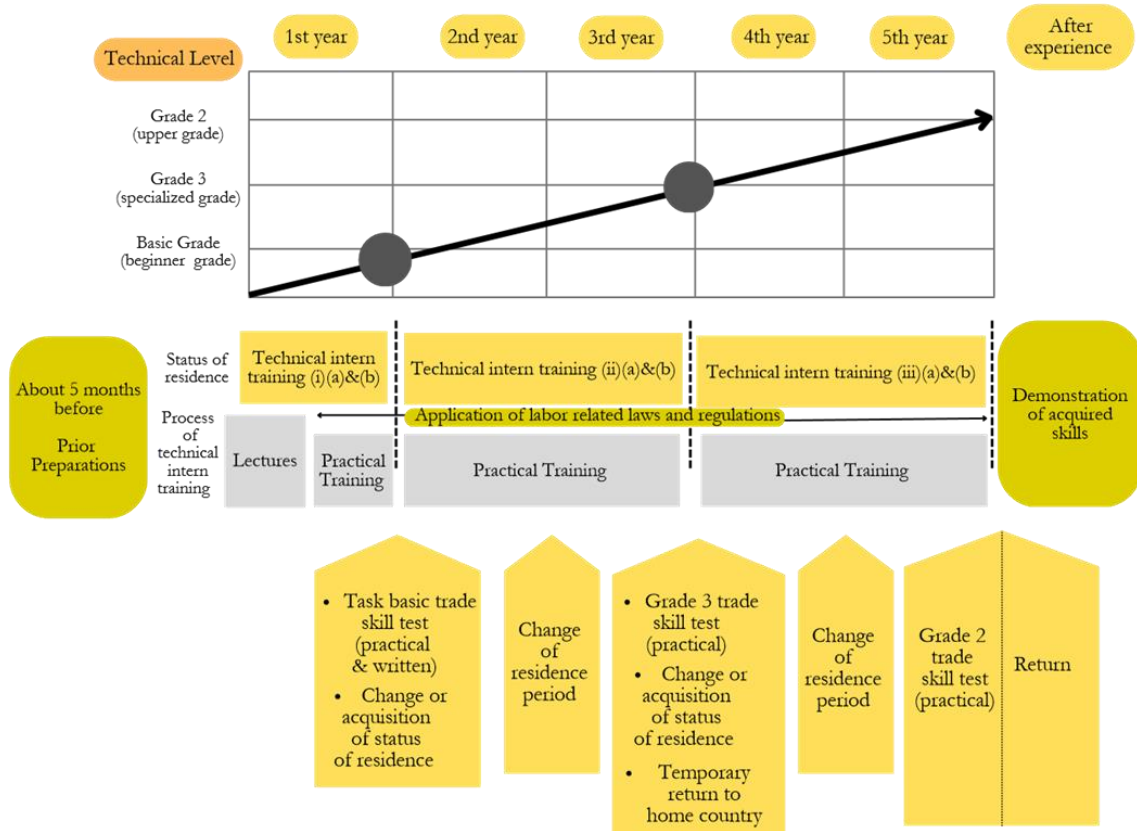 1st year
2nd year
3rd year
4th year
5th year
After
experience
Technical Level
Grade 2
(upper grade)
Grade 3
(specialized grade)
Basic Grade
(beginner grade)
About 5 months
before
Prior
Preparations
Status of
residence
Technical intern
training (i)(a)&(b)
Technical intern training (ii)(a)&(b)
Technical intern training (iii)(a)&(b)
Application of labor related laws and regulations
Process
of
technical
intern
training
Lectures
Practical
Training
Practical Training
Practical Training
Demonstration
of acquired
skills
• Task basic trade
skill test
(practical
& written)
• Change or
acquisition
of status
of residence
Change
of
residence
period
• Grade 3 trade
skill test
(practical)
• Change or
acquisition
of status of
residence
• Temporary
return to
home country
Change
of
residence
period
Grade 2
trade
skill test
(practical)
Return